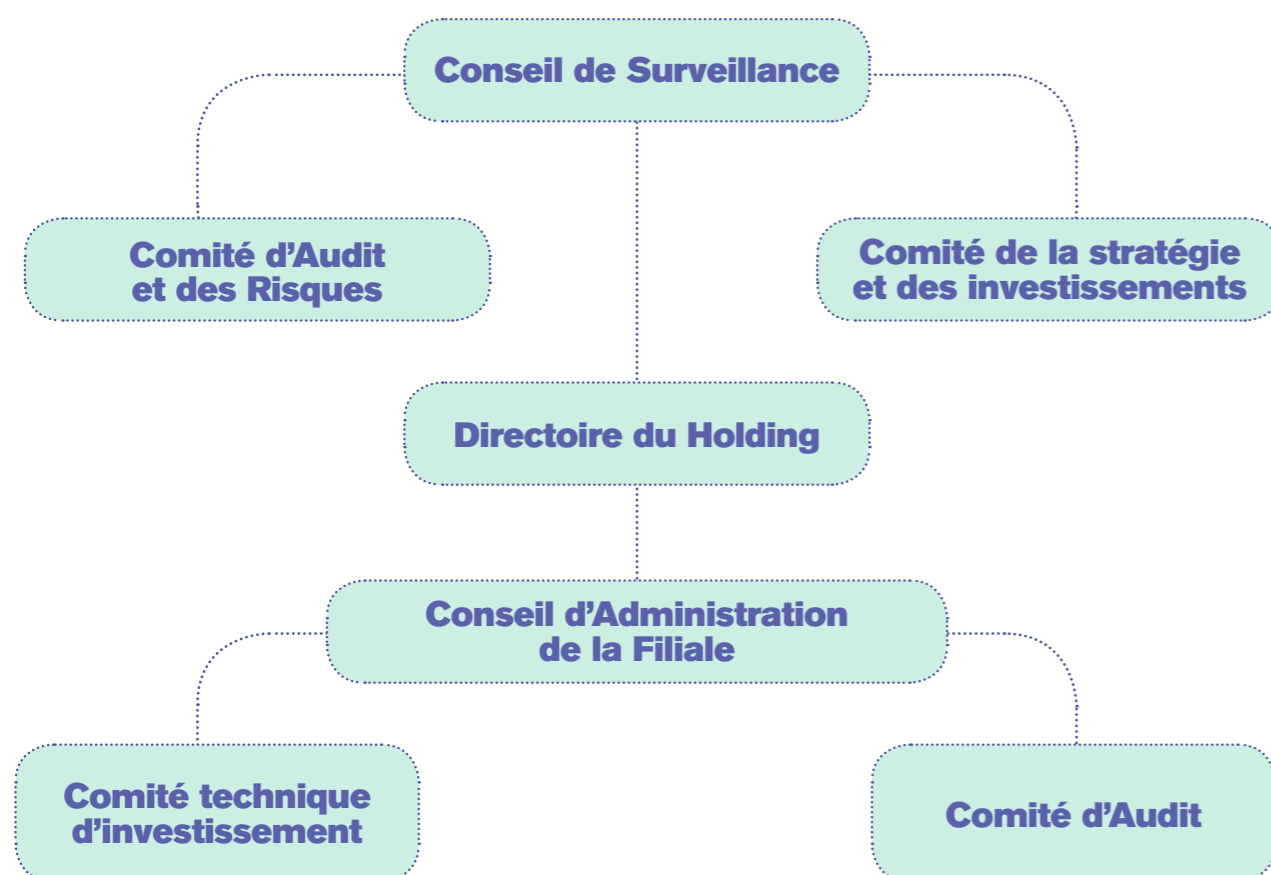 Conseil de Surveillance
Comité d’Audit
et des Risques
Comité de la stratégie
et des investissements
Directoire du Holding
Conseil d’Administration
de la Filiale
Comité technique
d’investissement
Comité d’Audit